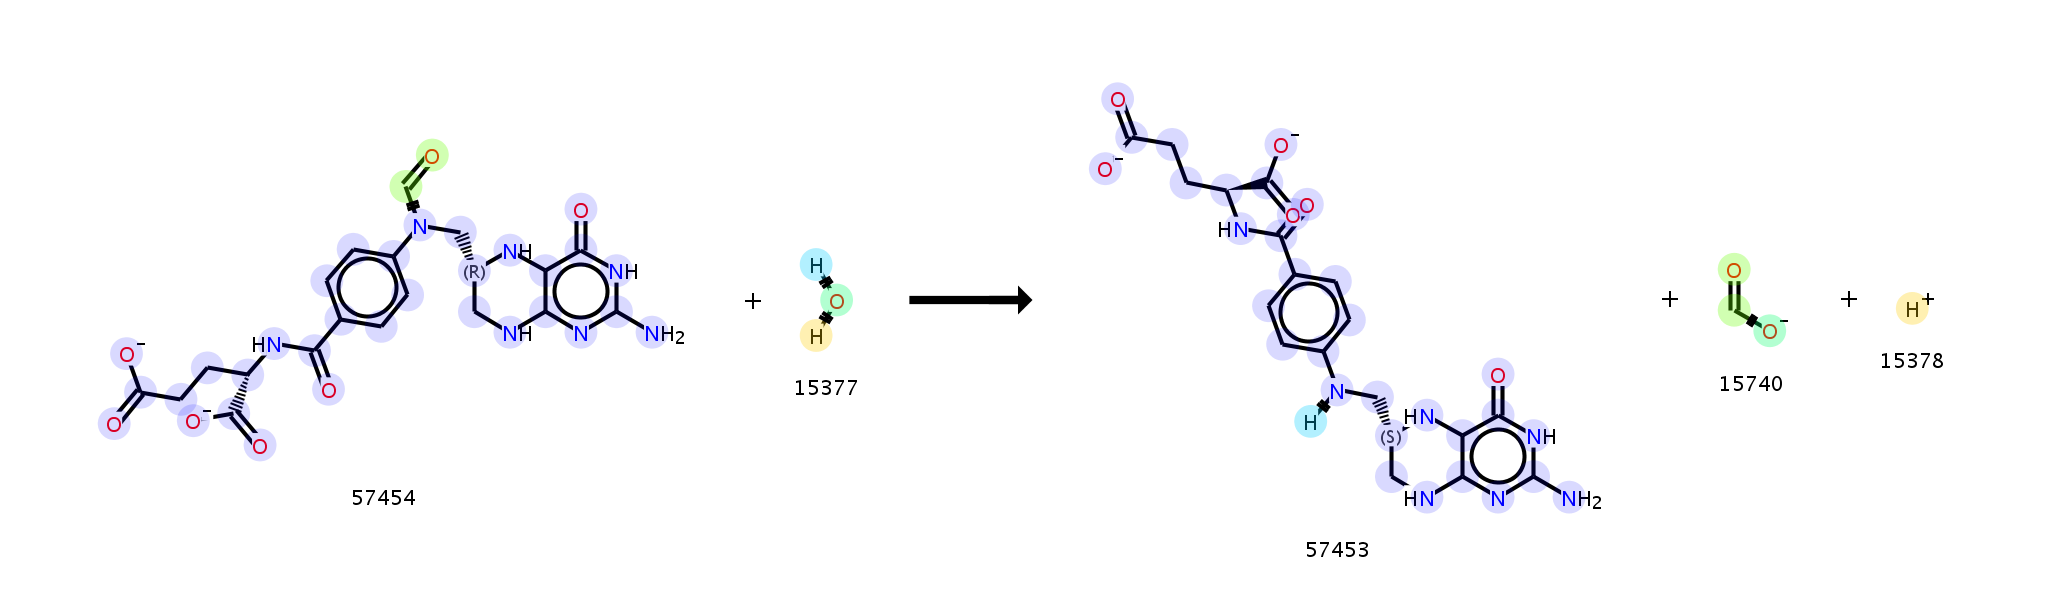 O
N
(R)
NH
O
NH
NH
N
NH2
HN
O
O−
O
O−
O
57454
+
H
O
H
15377
O
O−
O−
O
O
HN
N
H
(S)
HN
HN
O
NH
N
NH2
57453
+
O
O−
15740
+
H+
15378